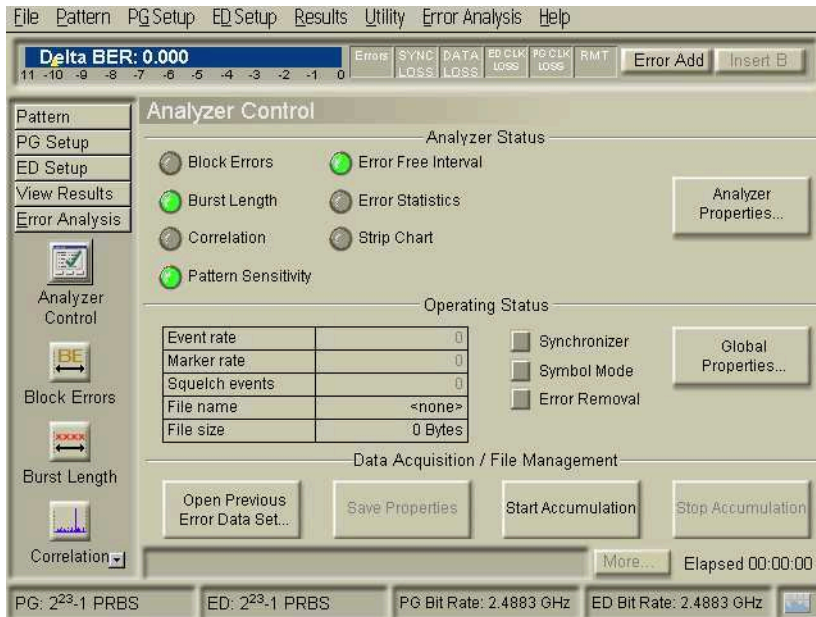 File Pattern PG Setup ED Setup Results Utility Error Analysis Help
Delta BER: 0.000
11 -10 -9 -8 -7 -6 -5 -4 -3 -2 -1 0
Errors
SYNC LOSS
DATA LOSS
ED CLK LOSS
PG CLK LOSS
RMT
Error Add
Insert B
Pattern
PG Setup
ED Setup
View Results
Error Analysis
Analyzer Control
Block Errors
Burst Length
Correlation
Analyzer Control
Analyzer Status
Block Errors
Error Free Interval
Burst Length
Error Statistics
Correlation
Strip Chart
Pattern Sensitivity
Analyzer Properties...
Operating Status
Event rate 0
Marker rate 0
Squelch events 0
File name <none>
File size 0 Bytes
Synchronizer
Symbol Mode
Error Removal
Global Properties...
Data Acquisition / File Management
Open Previous Error Data Set...
Save Properties
Start Accumulation
Stop Accumulation
More...
Elapsed 00:00:00
PG: 2²³-1 PRBS
ED: 2²³-1 PRBS
PG Bit Rate: 2.4883 GHz
ED Bit Rate: 2.4883 GHz